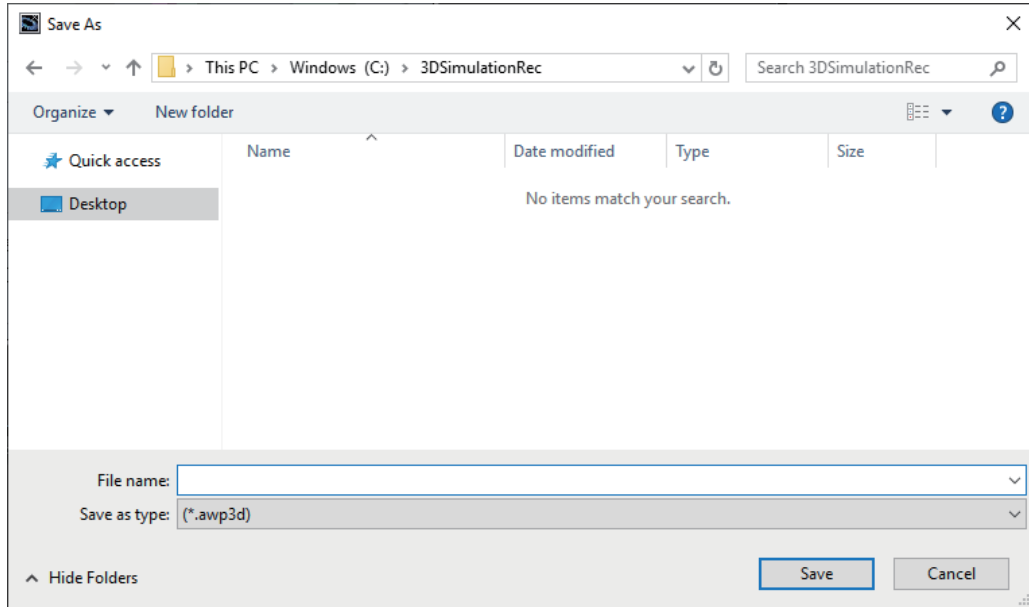 Save As
This PC > Windows (C:) > 3DSimulationRec
Search 3DSimulationRec
Organize
New folder
?
Quick access
Desktop
Name
Date modified
Type
Size
No items match your search.
File name:
Save as type: (*.awp3d)
Hide Folders
Save
Cancel